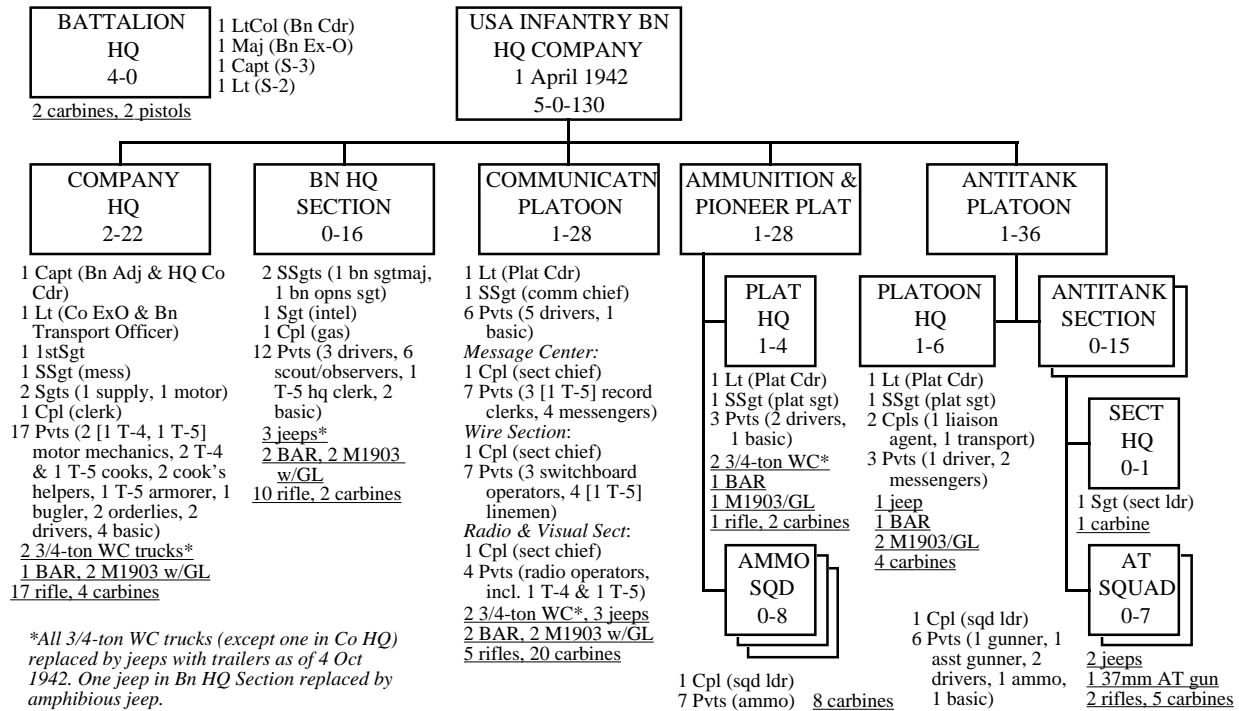 BATTALION
HQ
4-0
1 LtCol (Bn Cdr)
1 Maj (Bn Ex-O)
1 Capt (S-3)
1 Lt (S-2)
2 carbines, 2 pistols
USA INFANTRY BN
HQ COMPANY
1 April 1942
5-0-130
COMPANY
HQ
2-22
1 Capt (Bn Adj & HQ Co
Cdr)
1 Lt (Co ExO & Bn
Transport Officer)
1 1stSgt
1 SSgt (mess)
2 Sgts (1 supply, 1 motor)
1 Cpl (clerk)
17 Pvts (2 [1 T-4, 1 T-5]
motor mechanics, 2 T-4
& 1 T-5 cooks, 2 cook's
helpers, 1 T-5 armorer, 1
bugler, 2 orderlies, 2
drivers, 4 basic)
2 3/4-ton WC trucks*
1 BAR, 2 M1903 w/GL
17 rifle, 4 carbines
BN HQ
SECTION
0-16
2 SSgts (1 bn sgtmaj,
1 bn opns sgt)
1 Sgt (intel)
1 Cpl (gas)
12 Pvts (3 drivers, 6
scout/observers, 1
T-5 hq clerk, 2
basic)
3 jeeps*
2 BAR, 2 M1903
w/GL
10 rifle, 2 carbines
COMMUNICATN
PLATOON
1-28
1 Lt (Plat Cdr)
1 SSgt (comm chief)
6 Pvts (5 drivers, 1
basic)
Message Center:
1 Cpl (sect chief)
7 Pvts (3 [1 T-5] record
clerks, 4 messengers)
Wire Section:
1 Cpl (sect chief)
7 Pvts (3 switchboard
operators, 4 [1 T-5]
linemen)
Radio & Visual Sect:
1 Cpl (sect chief)
4 Pvts (radio operators,
incl. 1 T-4 & 1 T-5)
2 3/4-ton WC*, 3 jeeps
2 BAR, 2 M1903 w/GL
5 rifles, 20 carbines
AMMUNITION &
PIONEER PLAT
1-28
PLAT
HQ
1-4
1 Lt (Plat Cdr)
1 SSgt (plat sgt)
3 Pvts (2 drivers,
1 basic)
2 3/4-ton WC*
1 BAR
1 M1903/GL
1 rifle, 2 carbines
AMMO
SQD
0-8
1 Cpl (sqd ldr)
7 Pvts (ammo)
8 carbines
ANTITANK
PLATOON
1-36
PLATOON
HQ
1-6
1 Lt (Plat Cdr)
1 SSgt (plat sgt)
2 Cpls (1 liaison
agent, 1 transport)
3 Pvts (1 driver, 2
messengers)
1 jeep
1 BAR
2 M1903/GL
4 carbines
ANTITANK
SECTION
0-15
SECT
HQ
0-1
1 Sgt (sect ldr)
1 carbine
AT
SQUAD
0-7
1 Cpl (sqd ldr)
6 Pvts (1 gunner, 1
asst gunner, 2
drivers, 1 ammo,
1 basic)
2 jeeps
1 37mm AT gun
2 rifles, 5 carbines
*All 3/4-ton WC trucks (except one in Co HQ)
replaced by jeeps with trailers as of 4 Oct
1942. One jeep in Bn HQ Section replaced by
amphibious jeep.